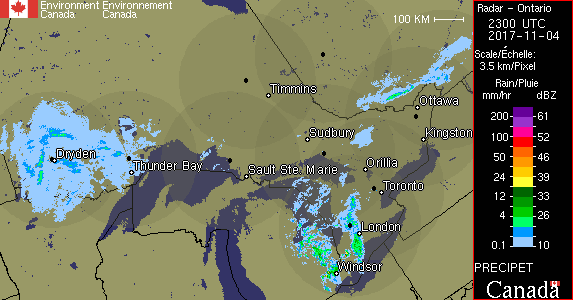 Environment Environnement
Canada Canada
100 KM
Timmins
Ottawa
Sudbury
Kingston
Dryden
Thunder Bay
Sault Ste. Marie
Orillia
Toronto
London
Windsor
Radar - Ontario
2300 UTC
2017-11-04
Scale/Échelle:
3.5 km/Pixel
Rain/Pluie
mm/hr dBZ
200 61
100 52
50 46
24 39
12 33
4 26
0.1 10
PRECIPET
Canada